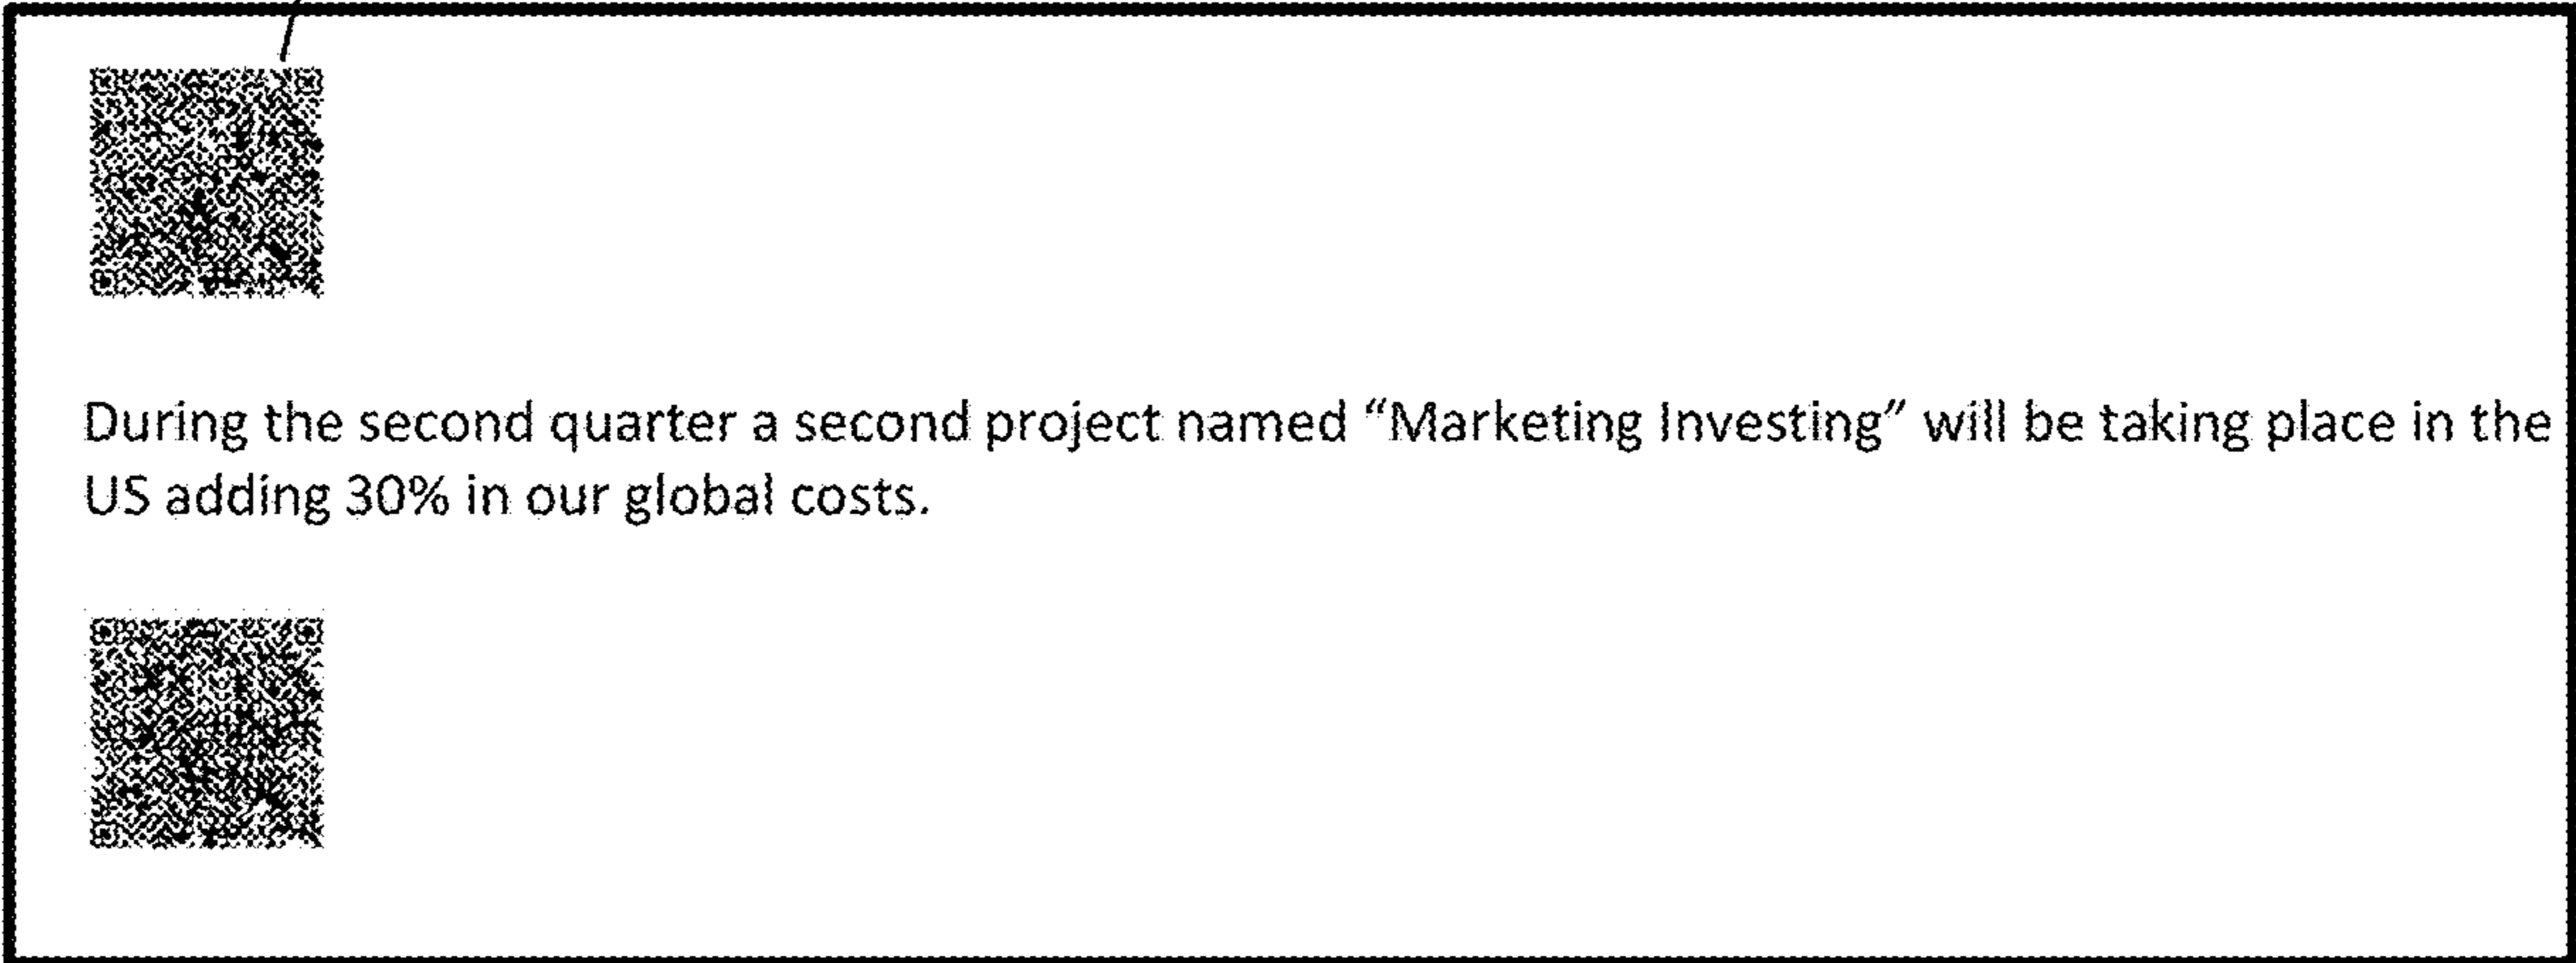 During the second quarter a second project named “Marketing Investing” will be taking place in the
US adding 30% in our global costs.